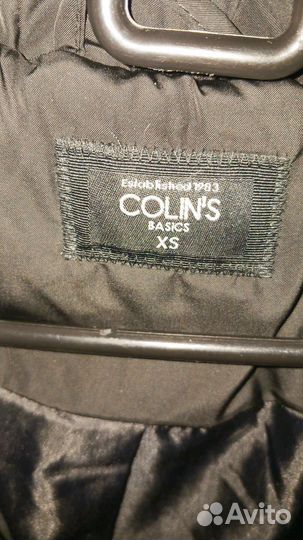 Established 1983
COLIN'S
BASICS
XS
Avito